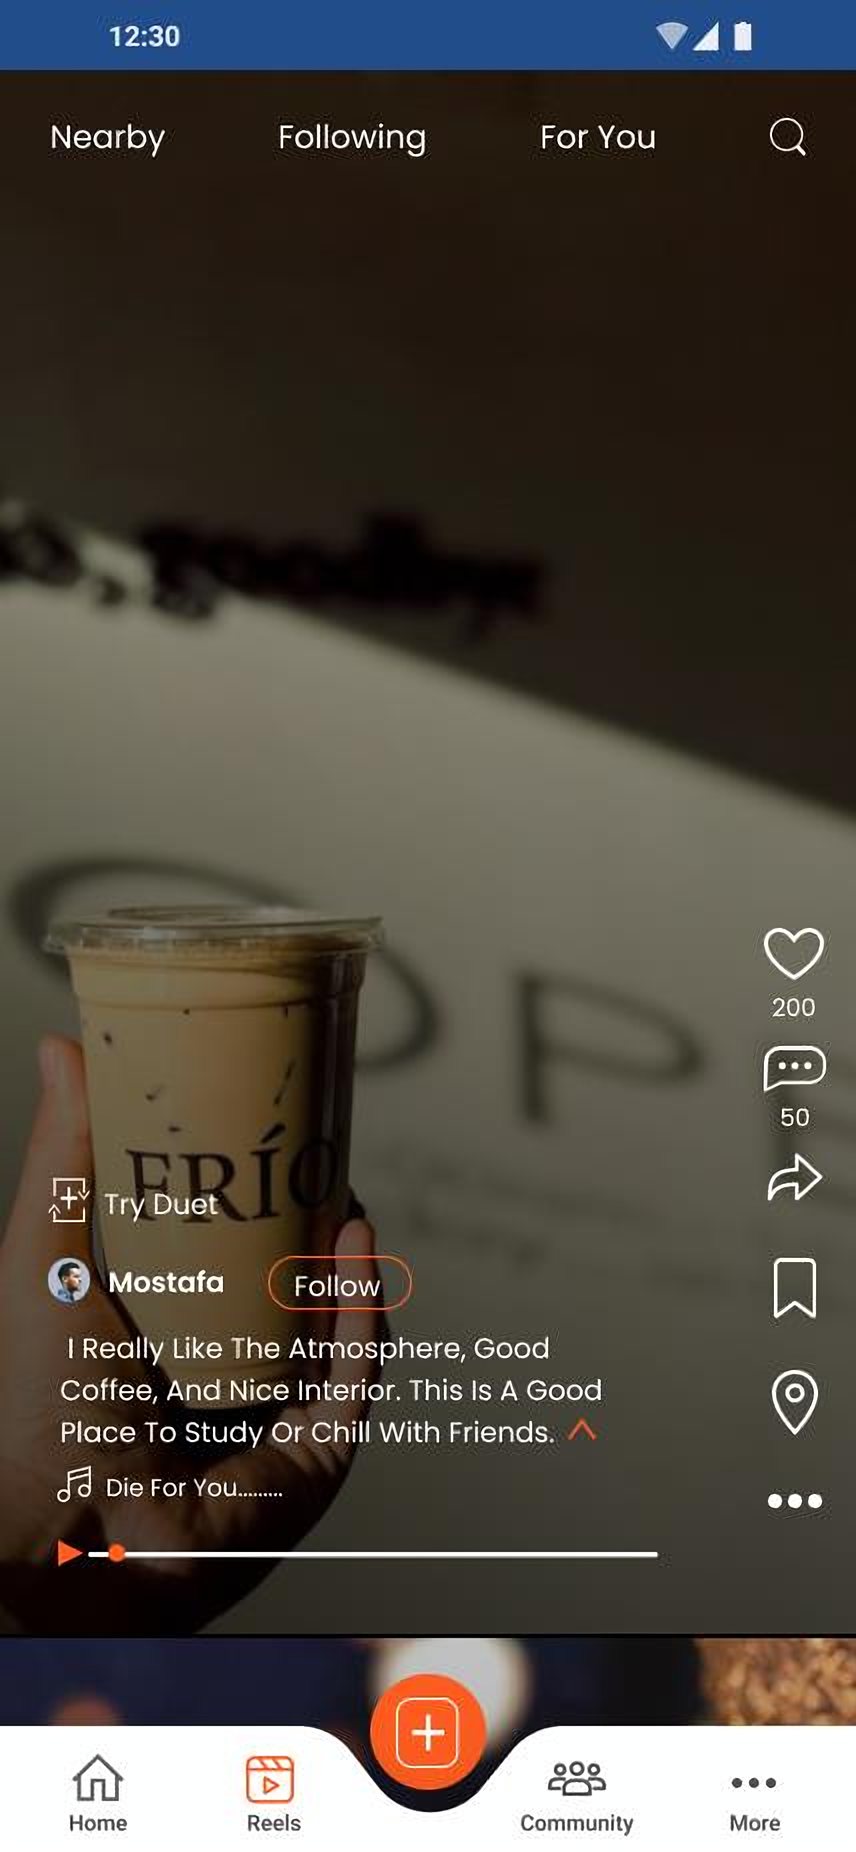 12:30
Nearby Following For You
P
200
50
FRÍO
Try Duet
Mostafa Follow
I Really Like The Atmosphere, Good
Coffee, And Nice Interior. This Is A Good
Place To Study Or Chill With Friends.
Die For You.........
Home Reels Community More